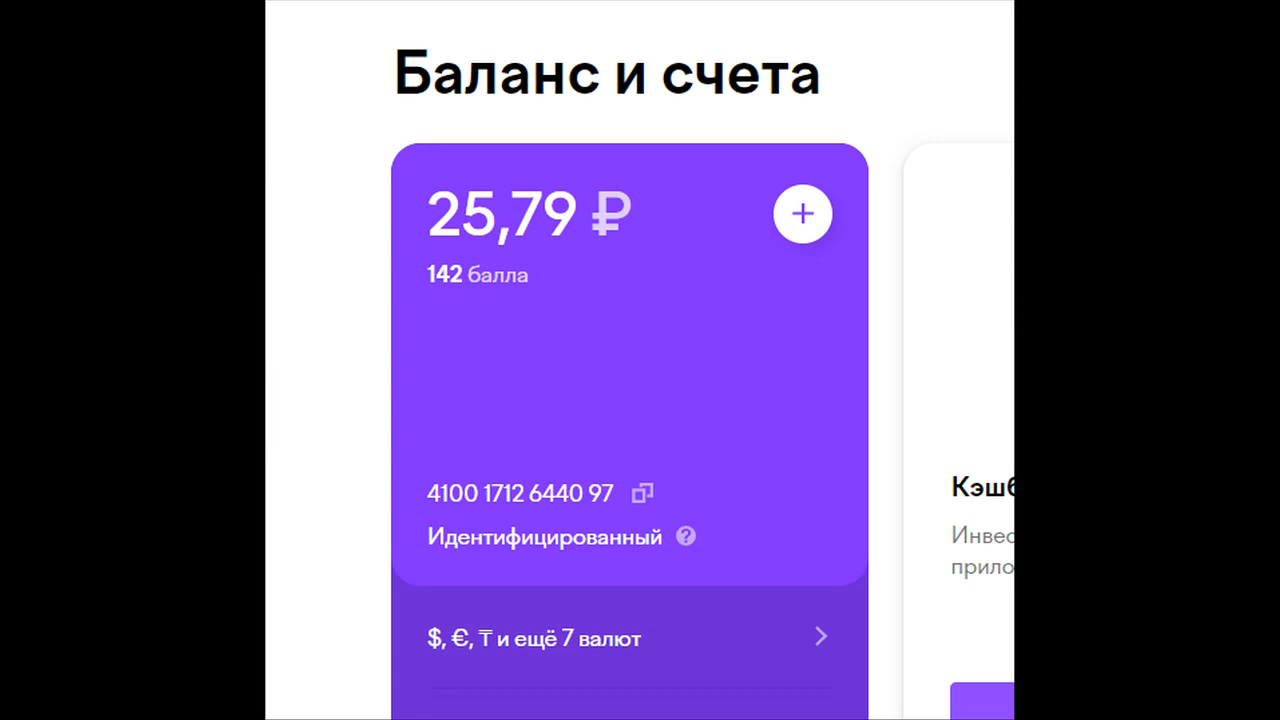 Баланс и счета
25,79 ₽
142 балла
4100 1712 6440 97
Идентифицированный
$, €, ₸ и ещё 7 валют